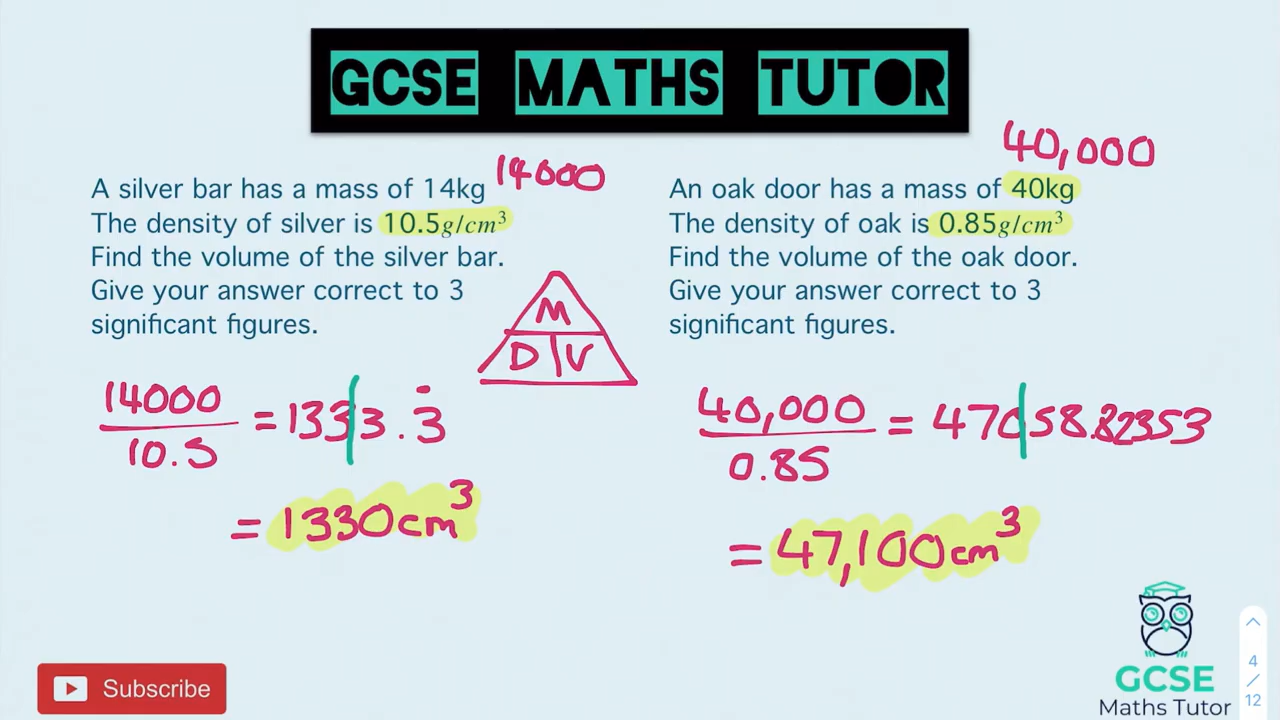 GCSE MATHS TUTOR
A silver bar has a mass of 14kg 14000
The density of silver is 10.5g/cm³
Find the volume of the silver bar.
Give your answer correct to 3
significant figures.
M
D V
14000
10.5
= 1333.3̇
= 1330cm³
40,000
An oak door has a mass of 40kg
The density of oak is 0.85g/cm³
Find the volume of the oak door.
Give your answer correct to 3
significant figures.
40,000
0.85
= 47058.82353
= 47,100cm³
Subscribe
GCSE
Maths Tutor
4
/
12